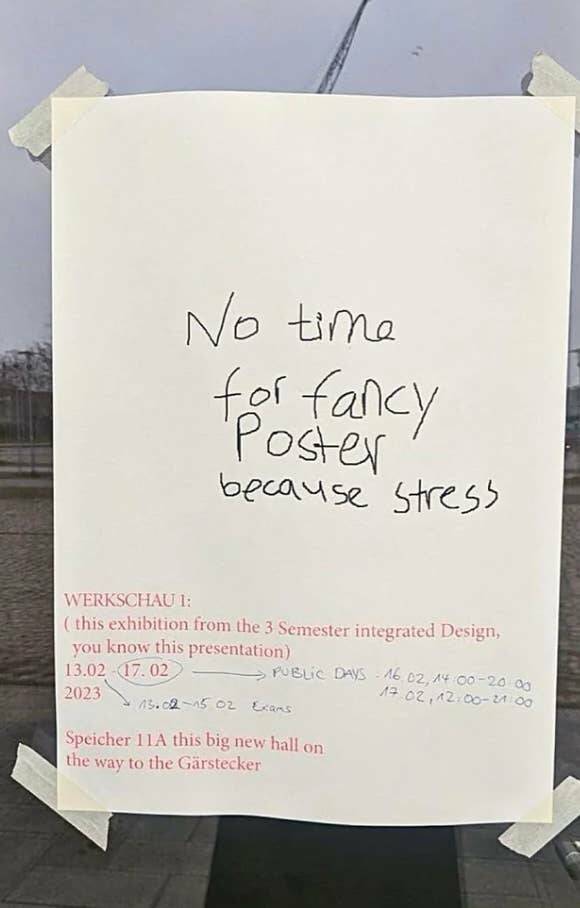 No time
for fancy
Poster
because stress
WERKSCHAU 1:
( this exhibition from the 3 Semester integrated Design,
you know this presentation)
13.02 - 17. 02 → PUBLIC DAYS - 16.02, 14:00-20:00
2023 17.02, 12:00-21:00
13.02-15 02 Exams
Speicher 11A this big new hall on
the way to the Gärstecker